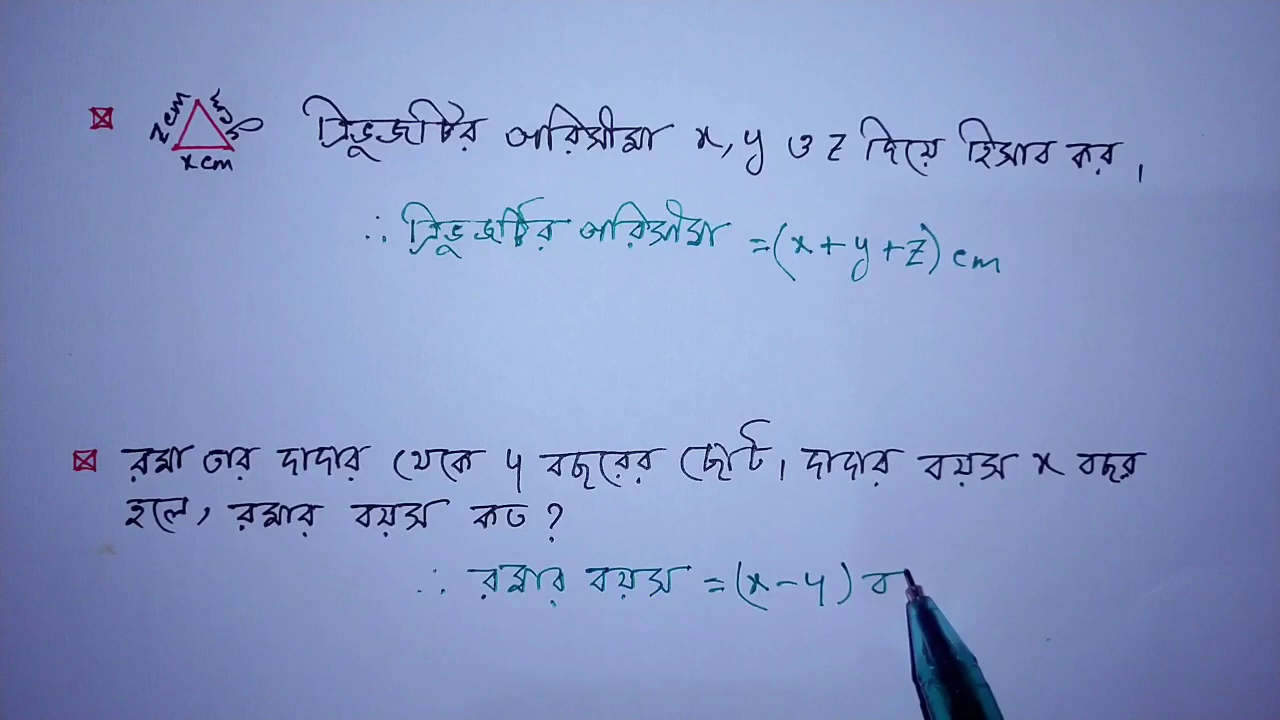 z cm y cm
x cm
ত্রিভুজটির পরিসীমা x, y ও z দিয়ে হিসাব কর।
∴ ত্রিভুজটির পরিসীমা = (x + y + z) cm
রমা তার দাদার থেকে 4 বছরের ছোট। দাদার বয়স x বছর
হলে, রমার বয়স কত?
∴ রমার বয়স = (x - 4) ব